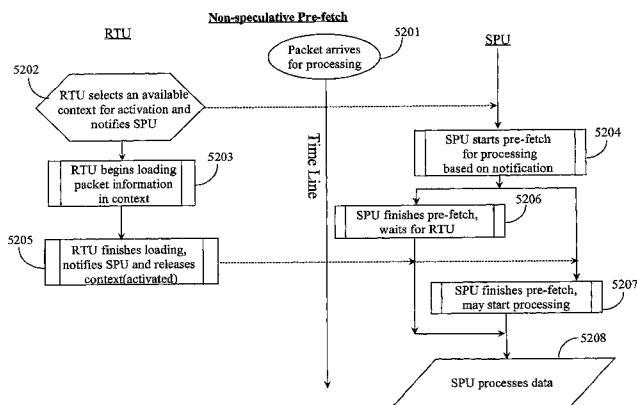 Non-speculative Pre-fetch
RTU
5201
SPU
Packet arrives
for processing
5202
RTU selects an available
context for activation and
notifies SPU
Time Line
SPU starts pre-fetch
for processing
based on notification
5204
RTU begins loading
packet information
in context
5203
SPU finishes pre-fetch,
waits for RTU
5206
5205
RTU finishes loading,
notifies SPU and releases
context(activated)
SPU finishes pre-fetch,
may start processing
5207
5208
SPU processes data